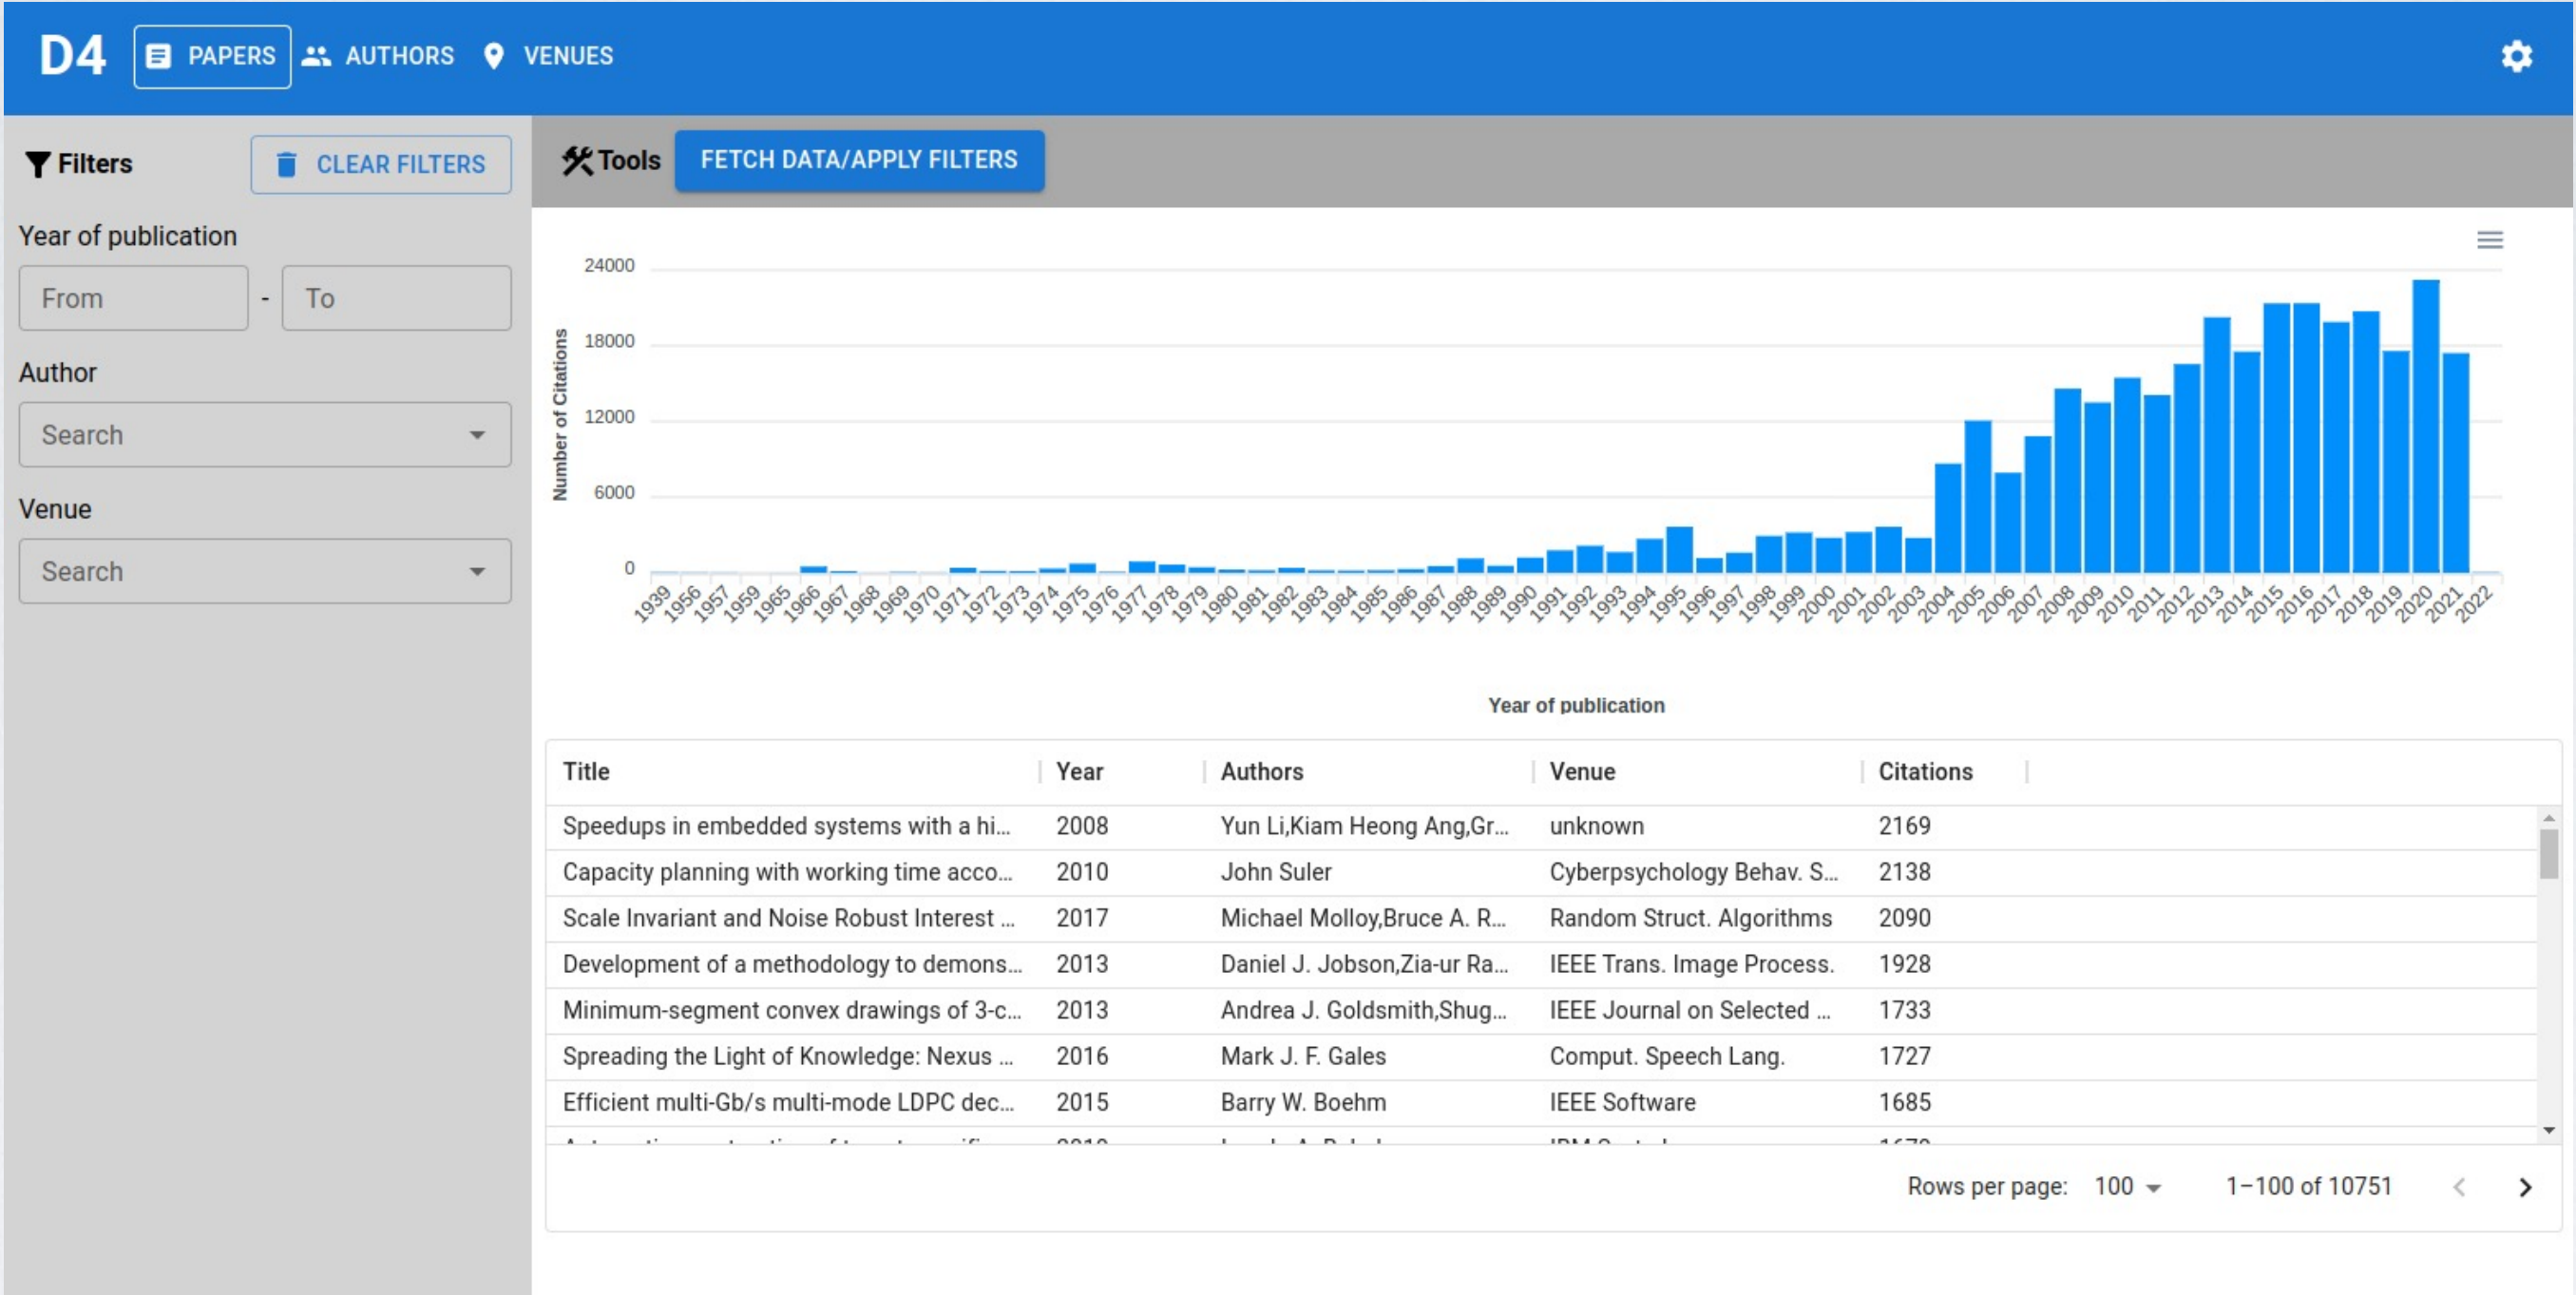 D4 PAPERS AUTHORS VENUES
Filters CLEAR FILTERS
Year of publication
From - To
Author
Search
Venue
Search
Tools FETCH DATA/APPLY FILTERS
Number of Citations
24000
18000
12000
6000
0
1939 1956 1957 1959 1965 1966 1967 1968 1969 1970 1971 1972 1973 1974 1975 1976 1977 1978 1979 1980 1981 1982 1983 1984 1985 1986 1987 1988 1989 1990 1991 1992 1993 1994 1995 1996 1997 1998 1999 2000 2001 2002 2003 2004 2005 2006 2007 2008 2009 2010 2011 2012 2013 2014 2015 2016 2017 2018 2019 2020 2021 2022
Year of publication
Title Year Authors Venue Citations
Speedups in embedded systems with a hi... 2008 Yun Li,Kiam Heong Ang,Gr... unknown 2169
Capacity planning with working time acco... 2010 John Suler Cyberpsychology Behav. S... 2138
Scale Invariant and Noise Robust Interest ... 2017 Michael Molloy,Bruce A. R... Random Struct. Algorithms 2090
Development of a methodology to demons... 2013 Daniel J. Jobson,Zia-ur Ra... IEEE Trans. Image Process. 1928
Minimum-segment convex drawings of 3-c... 2013 Andrea J. Goldsmith,Shug... IEEE Journal on Selected ... 1733
Spreading the Light of Knowledge: Nexus ... 2016 Mark J. F. Gales Comput. Speech Lang. 1727
Efficient multi-Gb/s multi-mode LDPC dec... 2015 Barry W. Boehm IEEE Software 1685
Rows per page: 100 1–100 of 10751